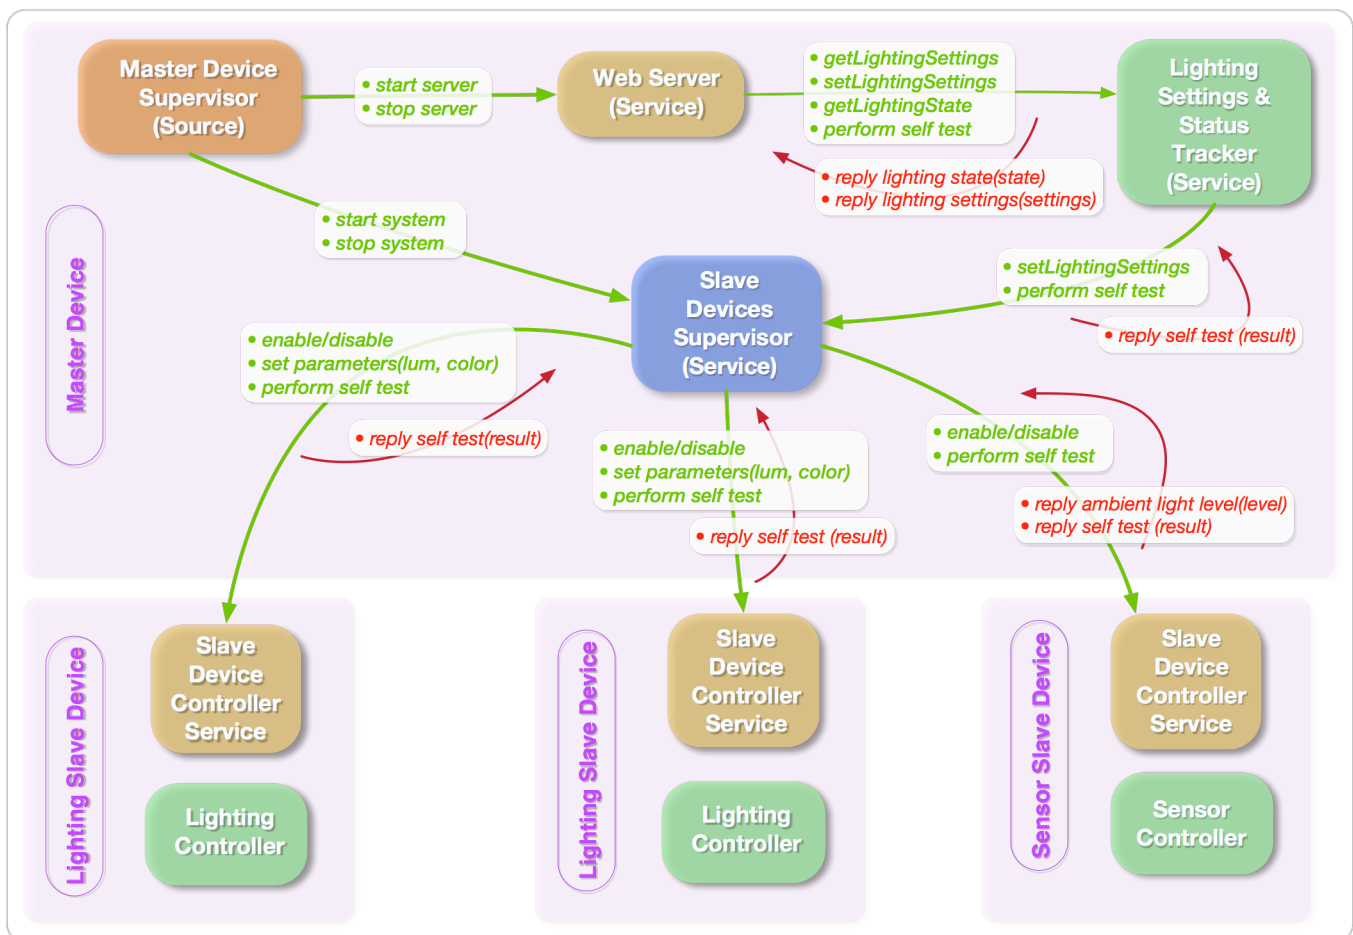 Master Device
Supervisor
(Source)
• start server
• stop server
Web Server
(Service)
• getLightingSettings
• setLightingSettings
• getLightingState
• perform self test
Lighting
Settings &
Status
Tracker
(Service)
• reply lighting state(state)
• reply lighting settings(settings)
• start system
• stop system
Master Device
Slave
Devices
Supervisor
(Service)
• setLightingSettings
• perform self test
• reply self test (result)
• enable/disable
• set parameters(lum, color)
• perform self test
• reply self test(result)
• enable/disable
• set parameters(lum, color)
• perform self test
• reply self test (result)
• enable/disable
• perform self test
• reply ambient light level(level)
• reply self test (result)
Lighting Slave Device
Slave
Device
Controller
Service
Lighting
Controller
Lighting Slave Device
Slave
Device
Controller
Service
Lighting
Controller
Sensor Slave Device
Slave
Device
Controller
Service
Sensor
Controller